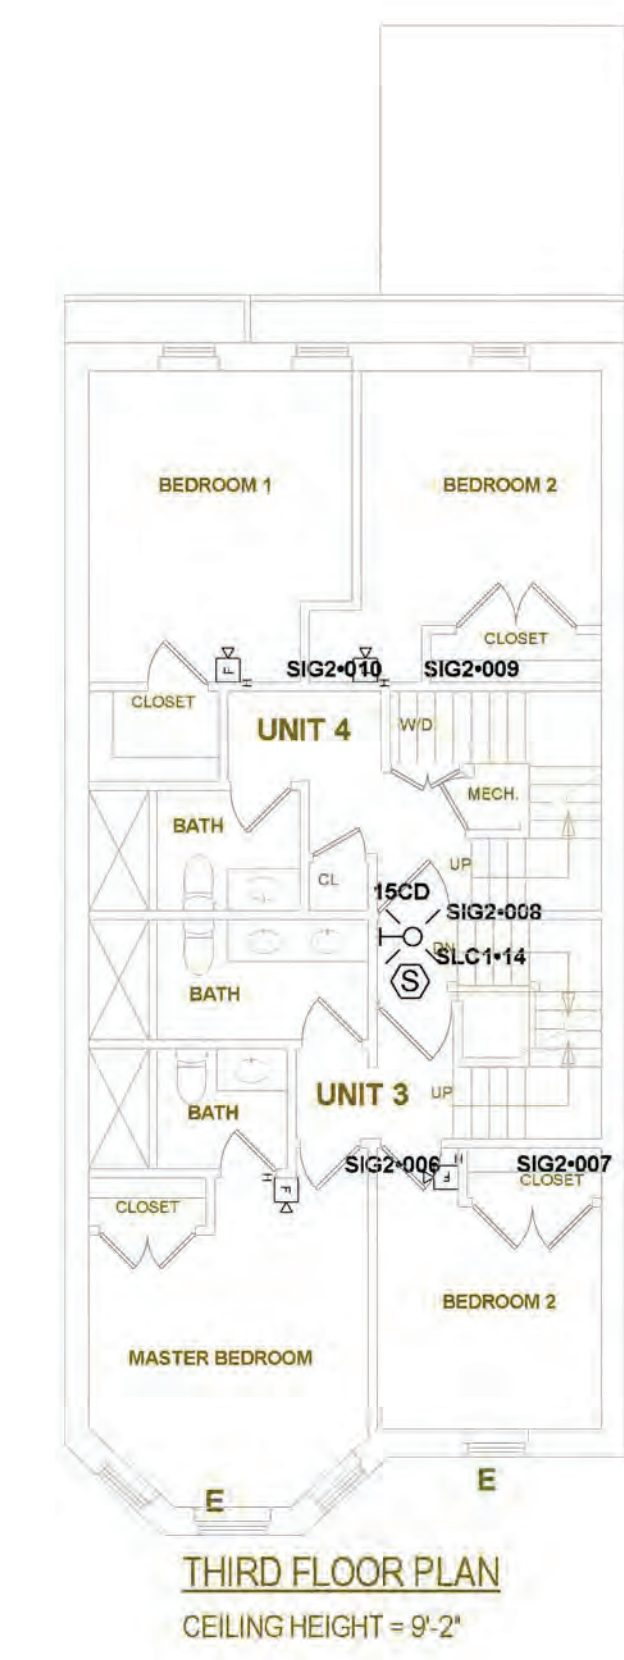 BEDROOM 1
BEDROOM 2
CLOSET
F
H
SIG2•010
F
H
SIG2•009
CLOSET
UNIT 4
W/D
MECH.
BATH
CL
UP
15CD
SIG2•008
DN
SLC1•14
S
BATH
UNIT 3
UP
BATH
SIG2•006
H
F
SIG2•007
CLOSET
H
F
CLOSET
BEDROOM 2
MASTER BEDROOM
E
E
THIRD FLOOR PLAN
CEILING HEIGHT = 9'-2"